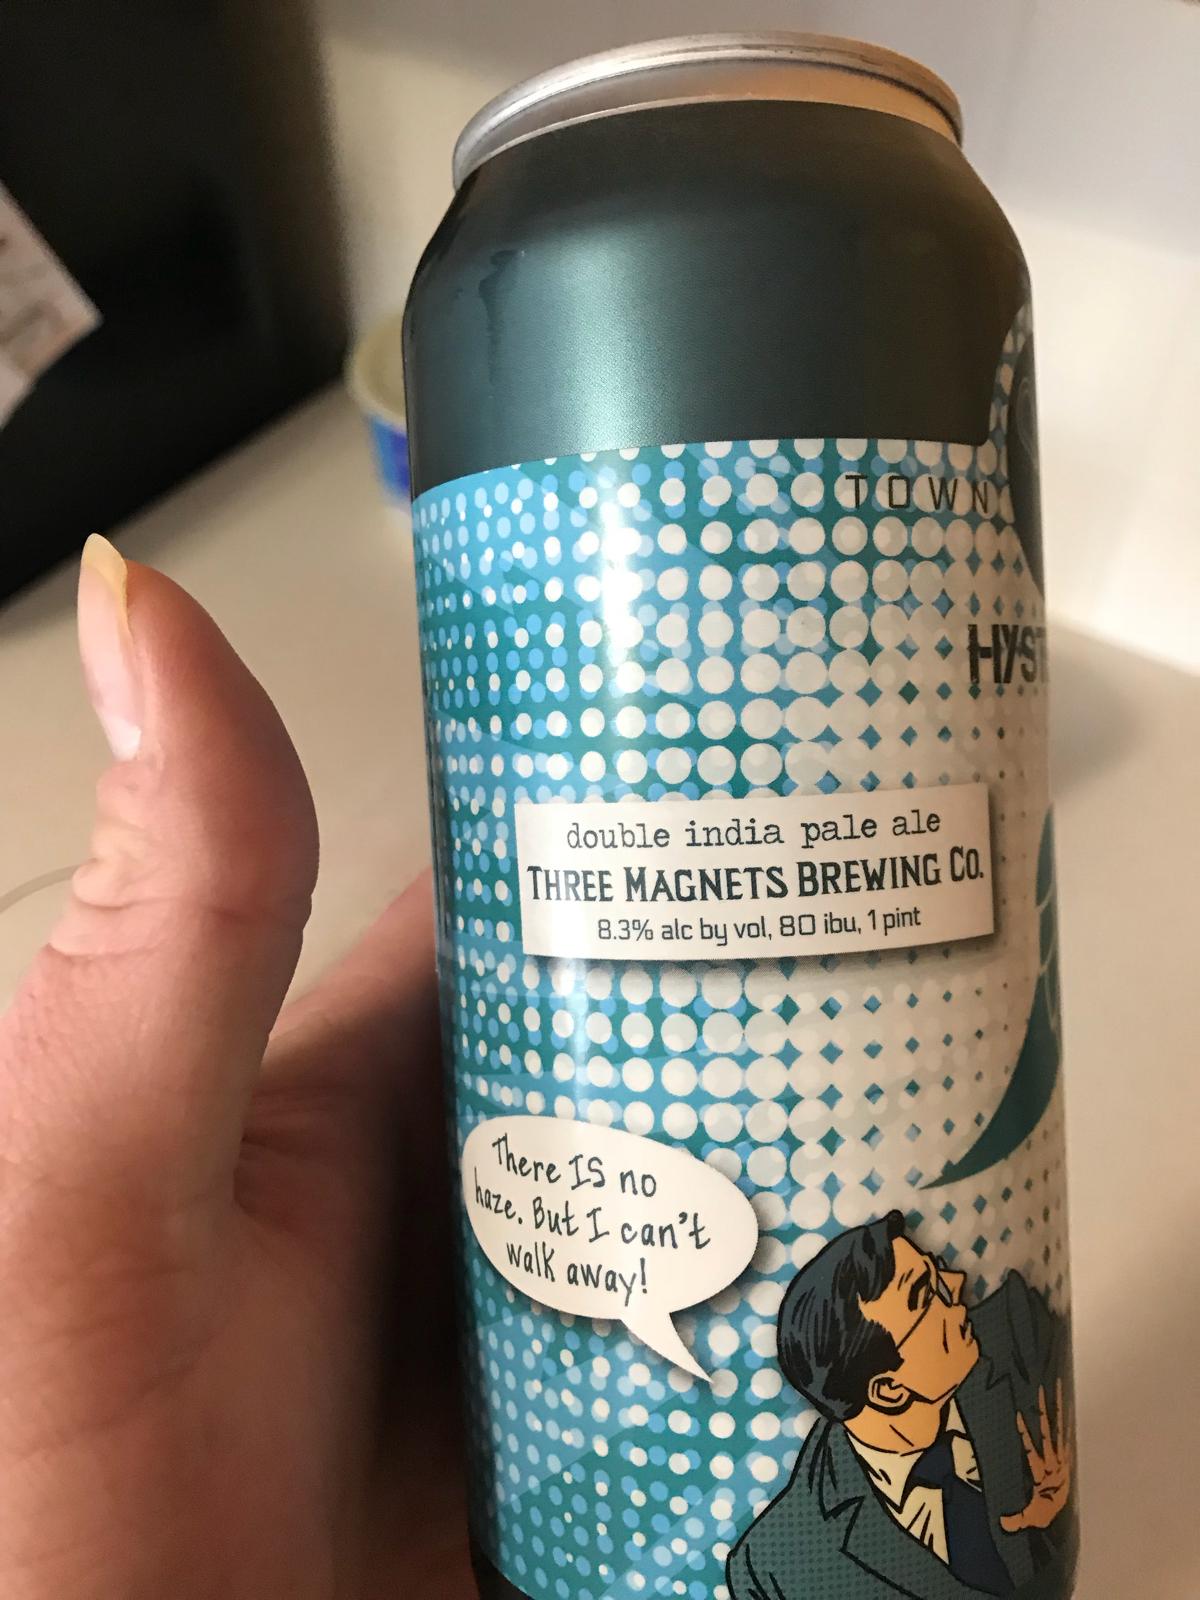 TOWN
HYST
double india pale ale
THREE MAGNETS BREWING CO.
8.3% alc by vol, 80 ibu, 1 pint
There IS no
haze. But I can't
walk away!